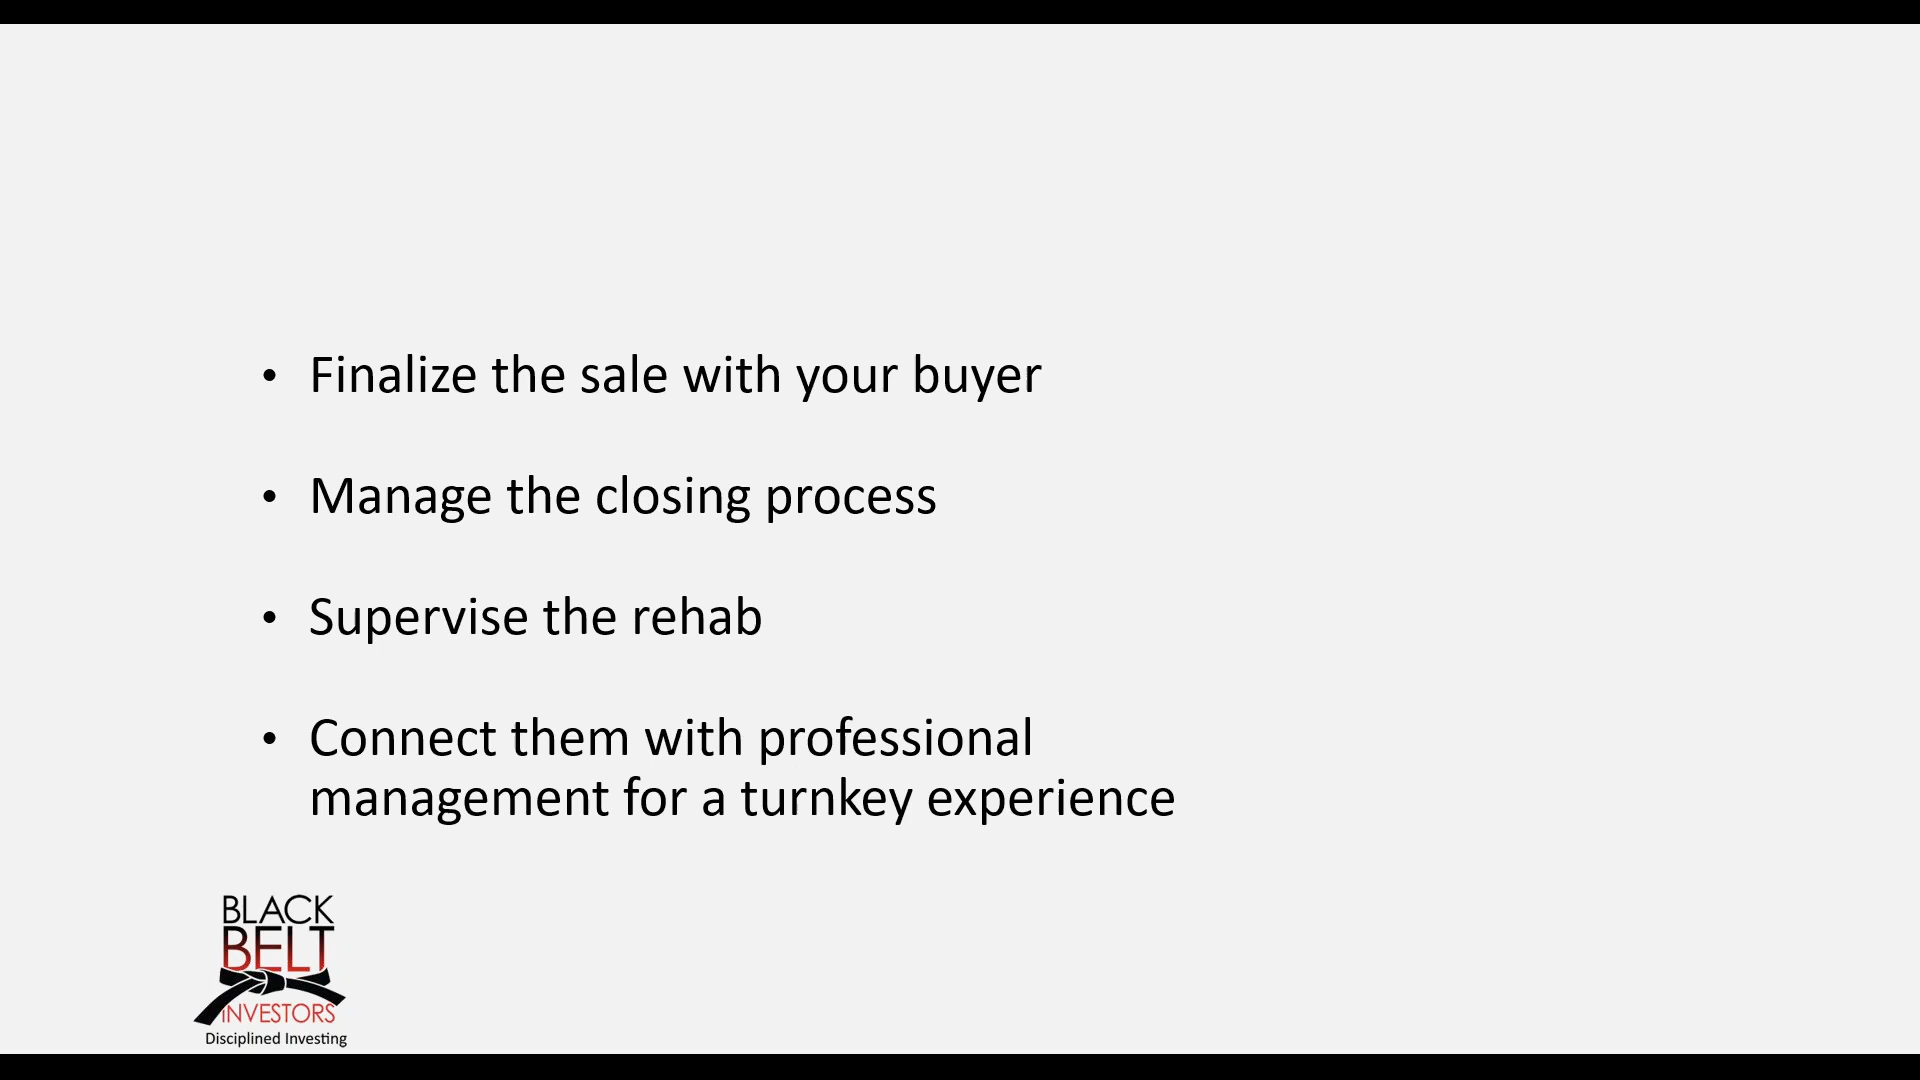 • Finalize the sale with your buyer
• Manage the closing process
• Supervise the rehab
• Connect them with professional
management for a turnkey experience
BLACK
BELT
INVESTORS
Disciplined Investing